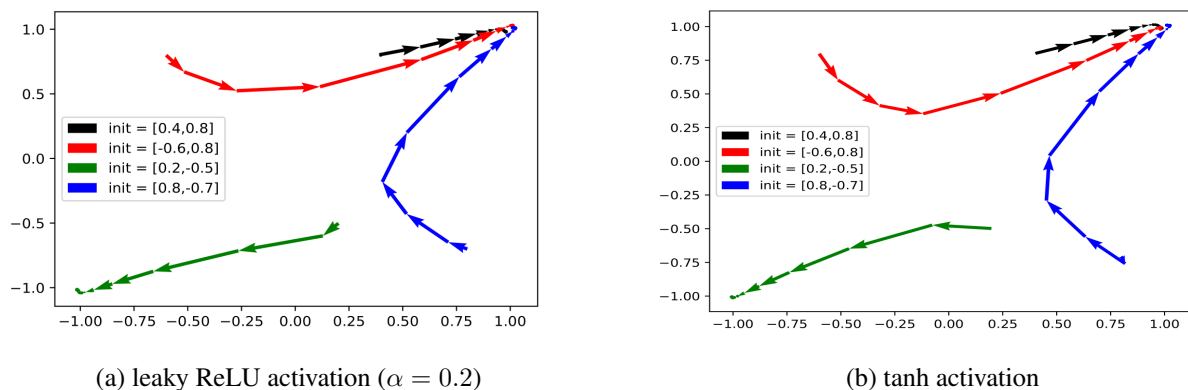 1.0
0.5
0.0
−0.5
−1.0
init = [0.4,0.8]
init = [-0.6,0.8]
init = [0.2,-0.5]
init = [0.8,-0.7]
−1.00 −0.75 −0.50 −0.25 0.00 0.25 0.50 0.75 1.00
(a) leaky ReLU activation (α = 0.2)
1.00
0.75
0.50
0.25
0.00
−0.25
−0.50
−0.75
−1.00
init = [0.4,0.8]
init = [-0.6,0.8]
init = [0.2,-0.5]
init = [0.8,-0.7]
−1.00 −0.75 −0.50 −0.25 0.00 0.25 0.50 0.75 1.00
(b) tanh activation